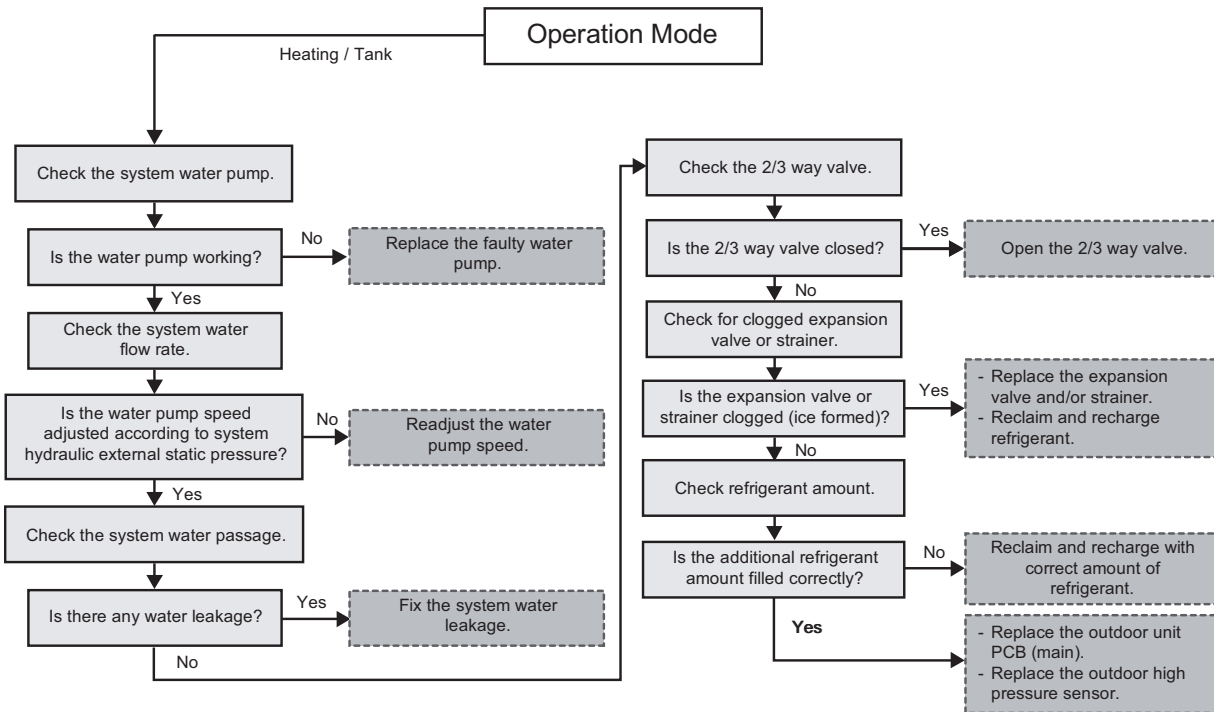 Operation Mode
Heating / Tank
Check the system water pump.
Is the water pump working?
No
Replace the faulty water
pump.
Yes
Check the system water
flow rate.
Is the water pump speed
adjusted according to system
hydraulic external static pressure?
No
Readjust the water
pump speed.
Yes
Check the system water passage.
Is there any water leakage?
Yes
Fix the system water
leakage.
No
Check the 2/3 way valve.
Is the 2/3 way valve closed?
Yes
Open the 2/3 way valve.
No
Check for clogged expansion
valve or strainer.
Is the expansion valve or
strainer clogged (ice formed)?
Yes
- Replace the expansion
valve and/or strainer.
- Reclaim and recharge
refrigerant.
No
Check refrigerant amount.
Is the additional refrigerant
amount filled correctly?
No
Reclaim and recharge with
correct amount of
refrigerant.
Yes
- Replace the outdoor unit
PCB (main).
- Replace the outdoor high
pressure sensor.